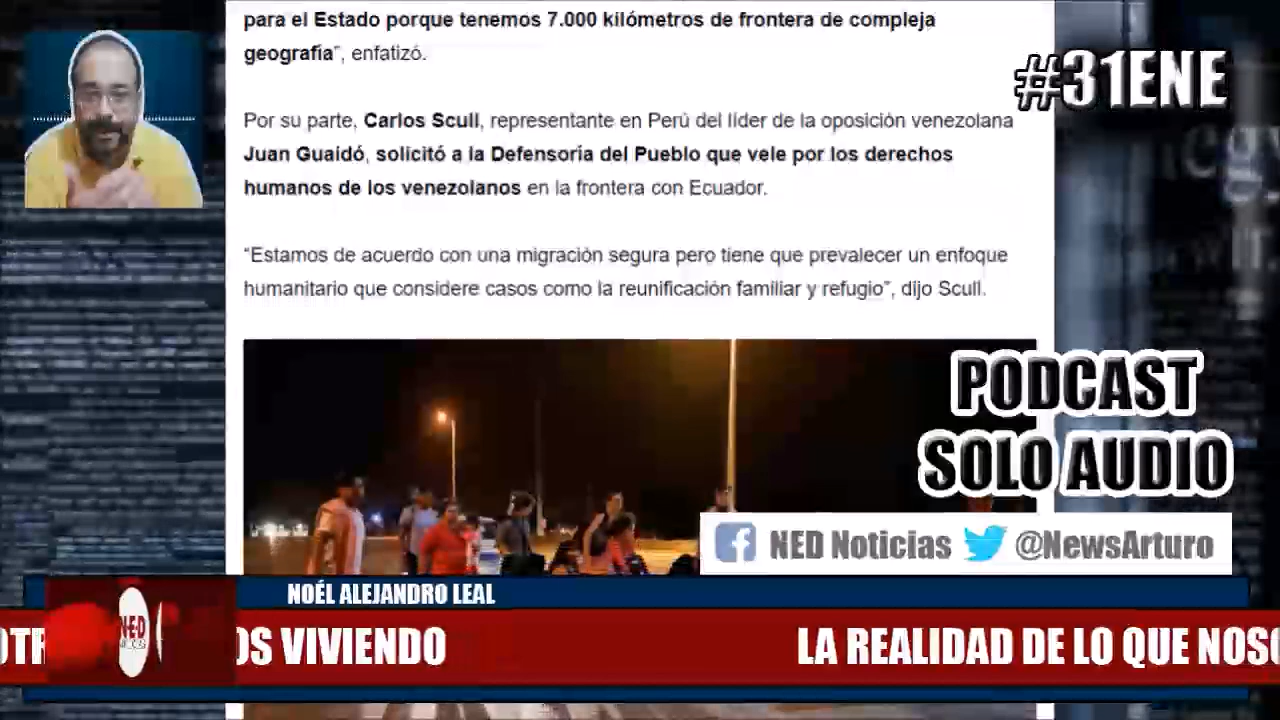 para el Estado porque tenemos 7.000 kilómetros de frontera de compleja
geografía”, enfatizó.
#31ENE
Por su parte, Carlos Scull, representante en Perú del líder de la oposición venezolana
Juan Guaidó, solicitó a la Defensoría del Pueblo que vele por los derechos
humanos de los venezolanos en la frontera con Ecuador.
“Estamos de acuerdo con una migración segura pero tiene que prevalecer un enfoque
humanitario que considere casos como la reunificación familiar y refugio”, dijo Scull.
PODCAST
SOLO AUDIO
NED Noticias @NewsArturo
NOÉL ALEJANDRO LEAL
OS VIVIENDO LA REALIDAD DE LO QUE NOSO
NED